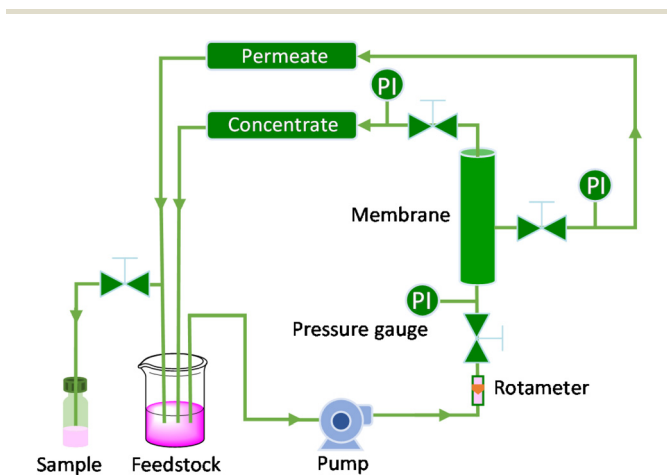 Permeate
PI
Concentrate
Membrane
PI
PI
Pressure gauge
Rotameter
Sample
Feedstock
Pump